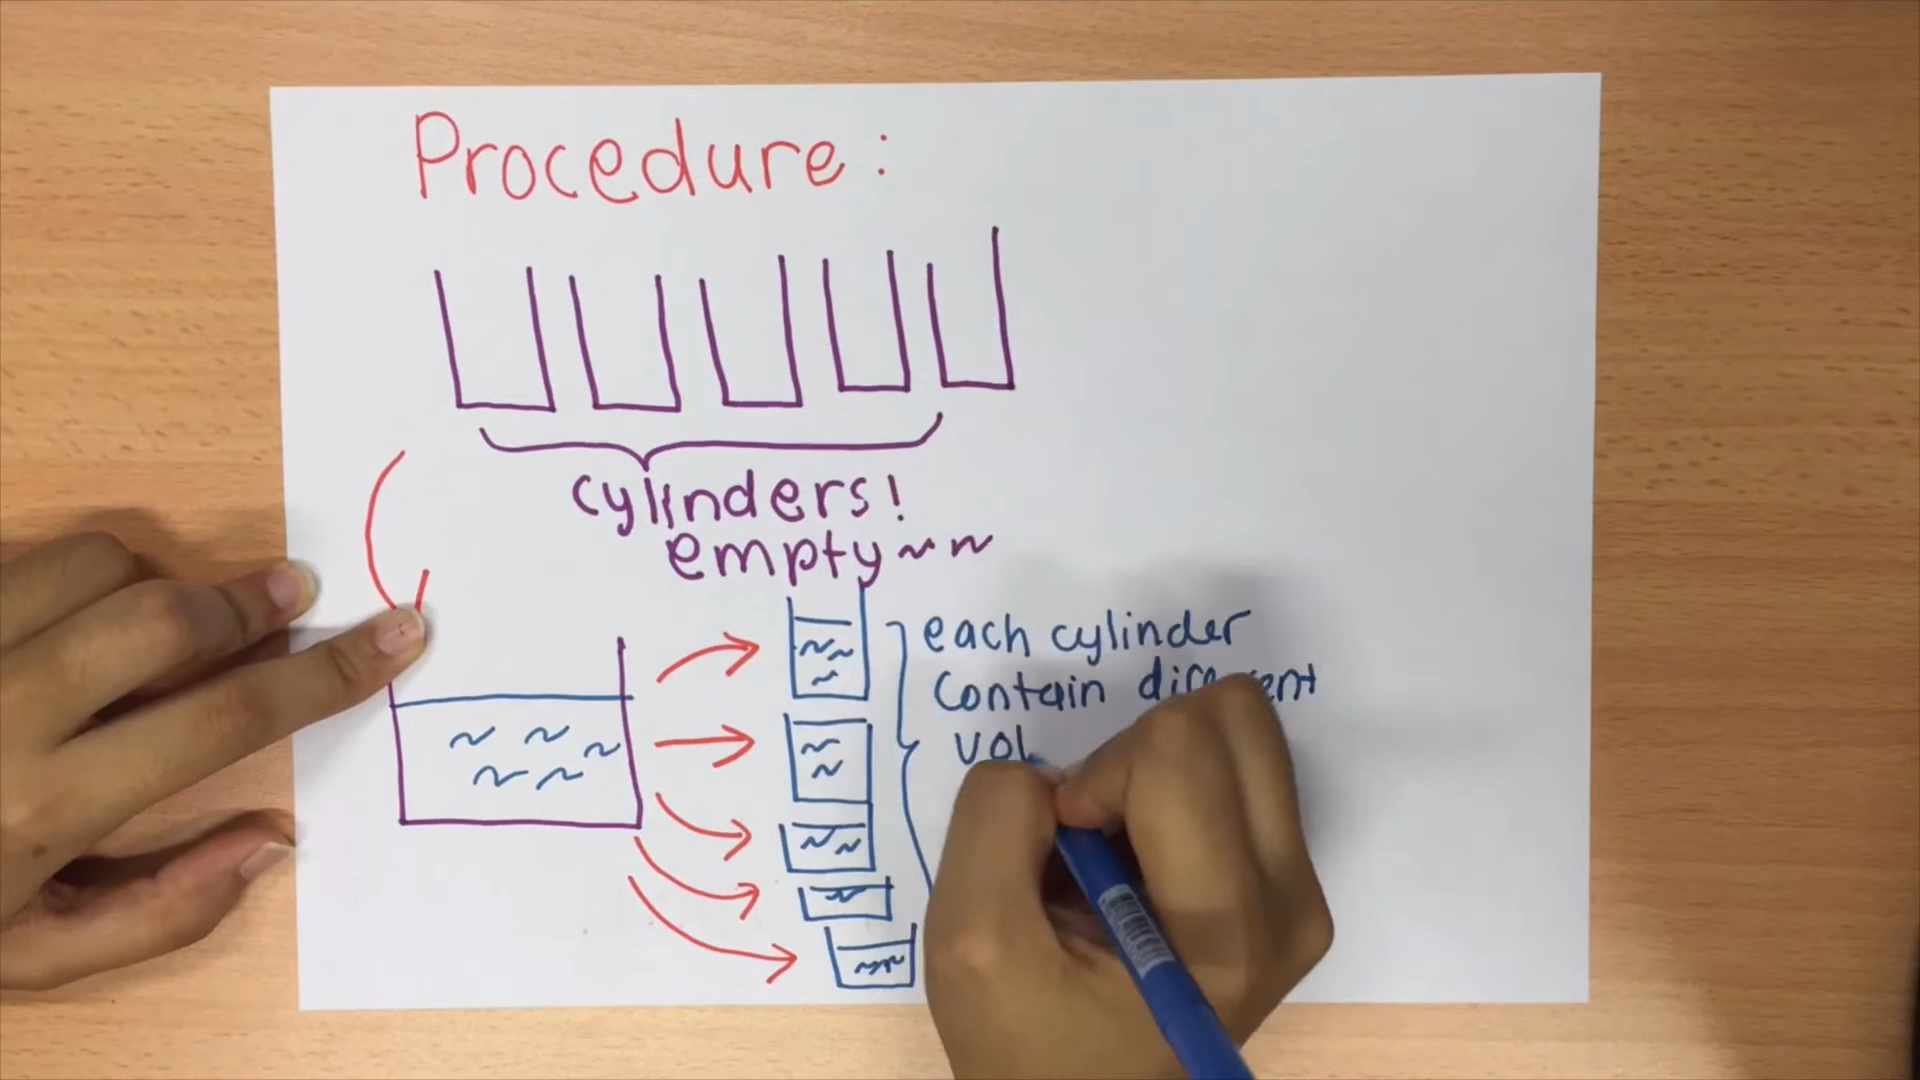 Procedure:
cylinders!
empty~~
each cylinder
contain
vol